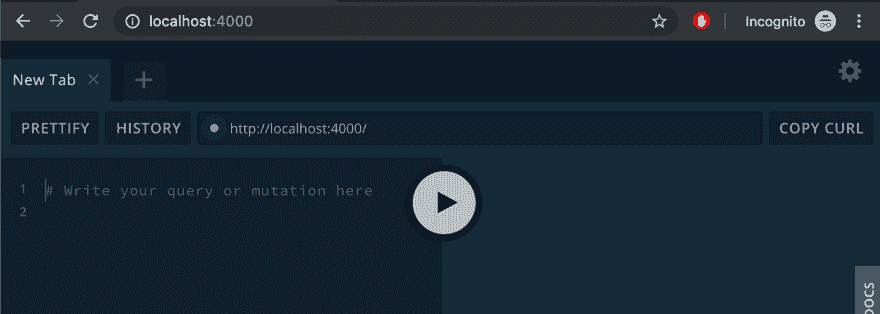 localhost:4000
Incognito
New Tab
PRETTIFY
HISTORY
http://localhost:4000/
COPY CURL
1 # Write your query or mutation here
2
DOCS